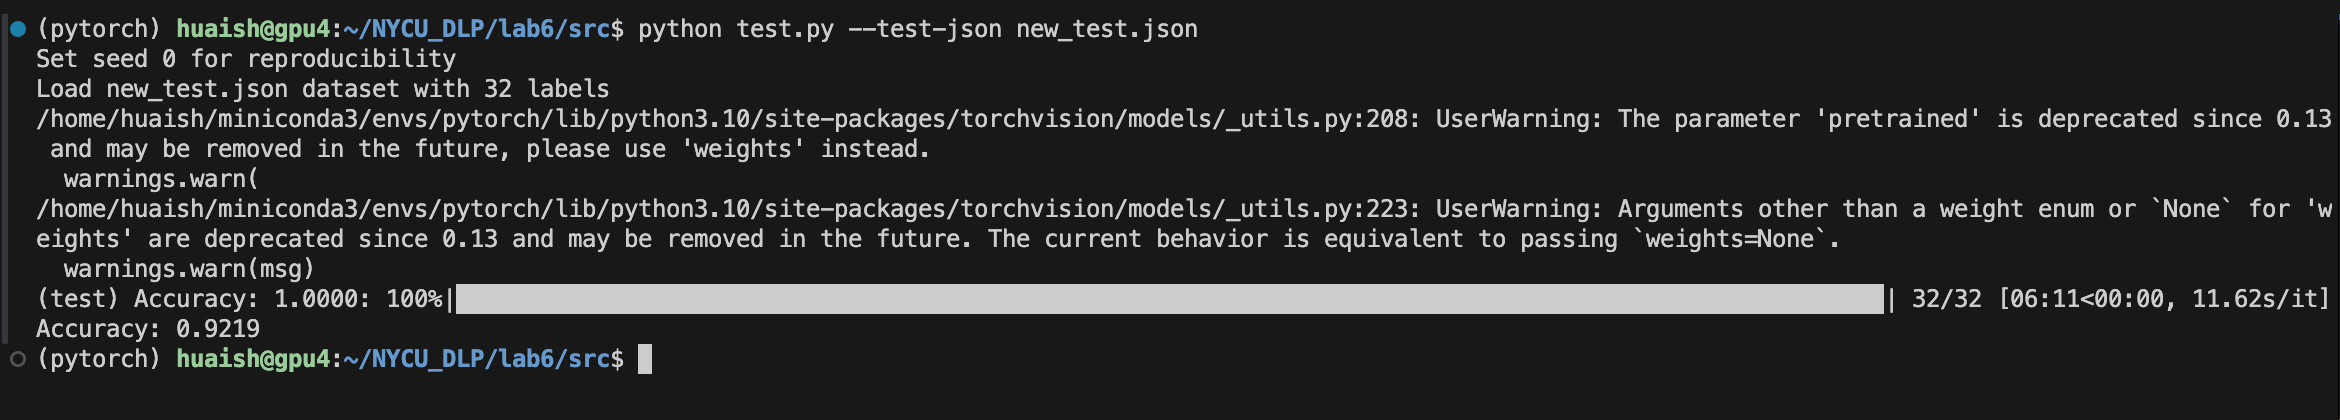 (pytorch) huaish@gpu4:~/NYCU_DLP/lab6/src$ python test.py --test-json new_test.json
Set seed 0 for reproducibility
Load new_test.json dataset with 32 labels
/home/huaish/miniconda3/envs/pytorch/lib/python3.10/site-packages/torchvision/models/_utils.py:208: UserWarning: The parameter 'pretrained' is deprecated since 0.13
 and may be removed in the future, please use 'weights' instead.
  warnings.warn(
/home/huaish/miniconda3/envs/pytorch/lib/python3.10/site-packages/torchvision/models/_utils.py:223: UserWarning: Arguments other than a weight enum or `None` for 'w
eights' are deprecated since 0.13 and may be removed in the future. The current behavior is equivalent to passing `weights=None`.
  warnings.warn(msg)
(test) Accuracy: 1.0000: 100%|██████████| 32/32 [06:11<00:00, 11.62s/it]
Accuracy: 0.9219
(pytorch) huaish@gpu4:~/NYCU_DLP/lab6/src$